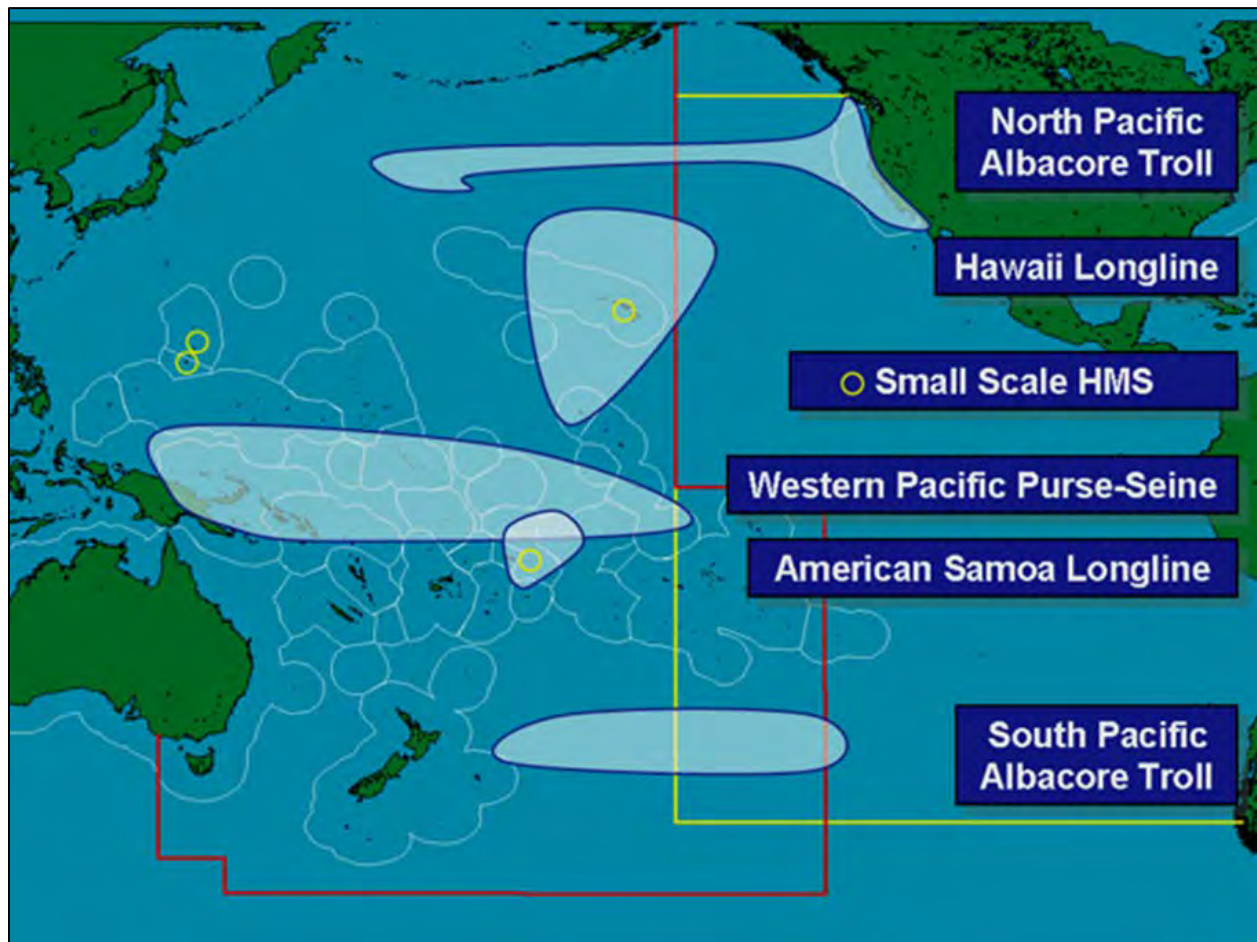 North Pacific
Albacore Troll
Hawaii Longline
Small Scale HMS
Western Pacific Purse-Seine
American Samoa Longline
South Pacific
Albacore Troll